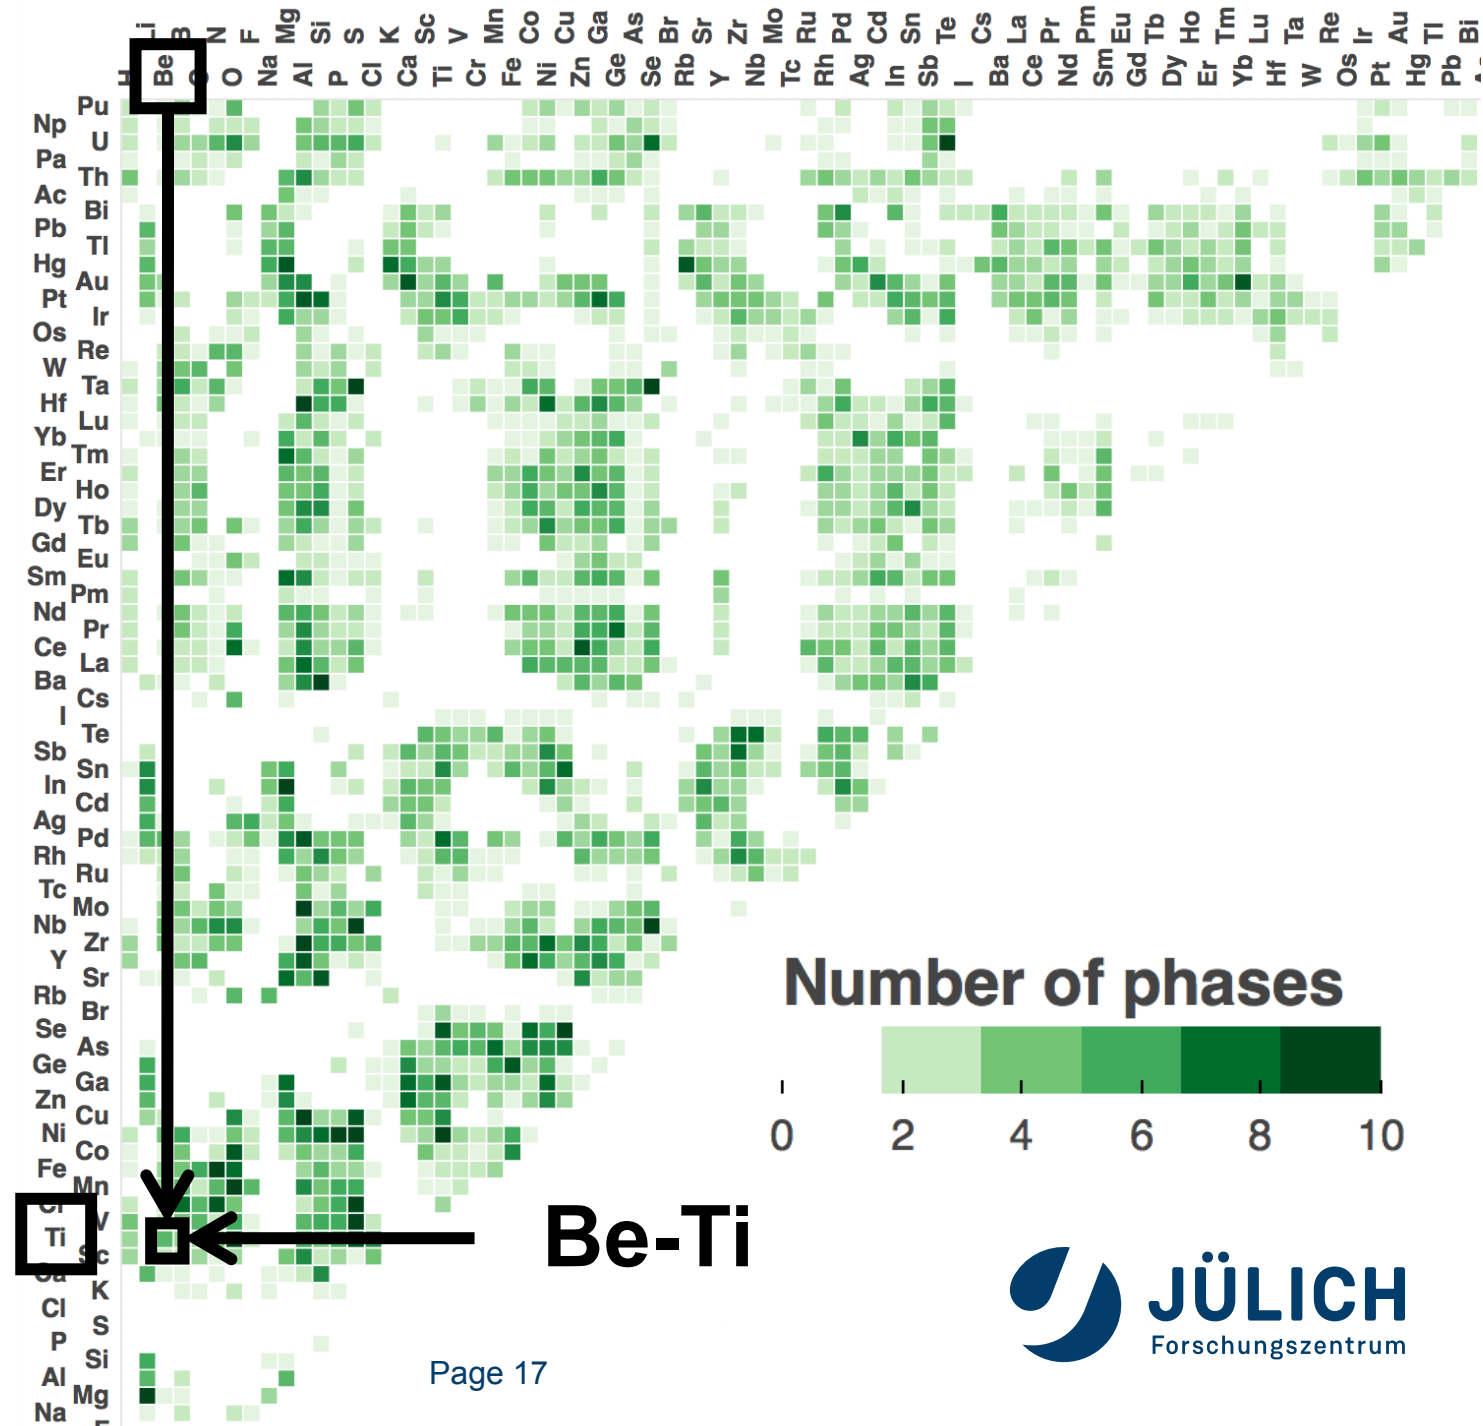 Li B N F Mg Si S K Sc V Mn Co Cu Ga As Br Sr Zr Mo Ru Pd Cd Sn Te Cs La Pr Pm Eu Tb Ho Tm Lu Ta Re Ir Au Tl Bi
H Be O Na Al P Cl Ca Ti Cr Fe Ni Zn Ge Se Rb Y Nb Tc Rh Ag In Sb I Ba Ce Nd Sm Gd Dy Er Yb Hf W Os Pt Hg Pb
Pu
Np
U
Pa
Th
Ac
Bi
Pb
Tl
Hg
Au
Pt
Ir
Os
Re
W
Ta
Hf
Lu
Yb
Tm
Er
Ho
Dy
Tb
Gd
Eu
Sm
Pm
Nd
Pr
Ce
La
Ba
Cs
I
Te
Sb
Sn
In
Cd
Ag
Pd
Rh
Ru
Tc
Mo
Nb
Zr
Y
Sr
Rb
Br
Se
As
Ge
Ga
Zn
Cu
Ni
Co
Fe
Mn
Cr
V
Ti
Sc
Ca
K
Cl
S
P
Si
Al
Mg
Na
Number of phases
0 2 4 6 8 10
Be-Ti
JÜLICH
Forschungszentrum
Page 17